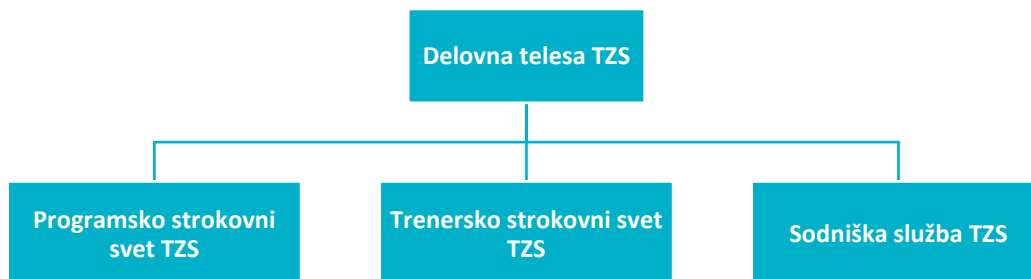 Delovna telesa TZS
Programsko strokovni
svet TZS
Trenersko strokovni svet
TZS
Sodniška služba TZS